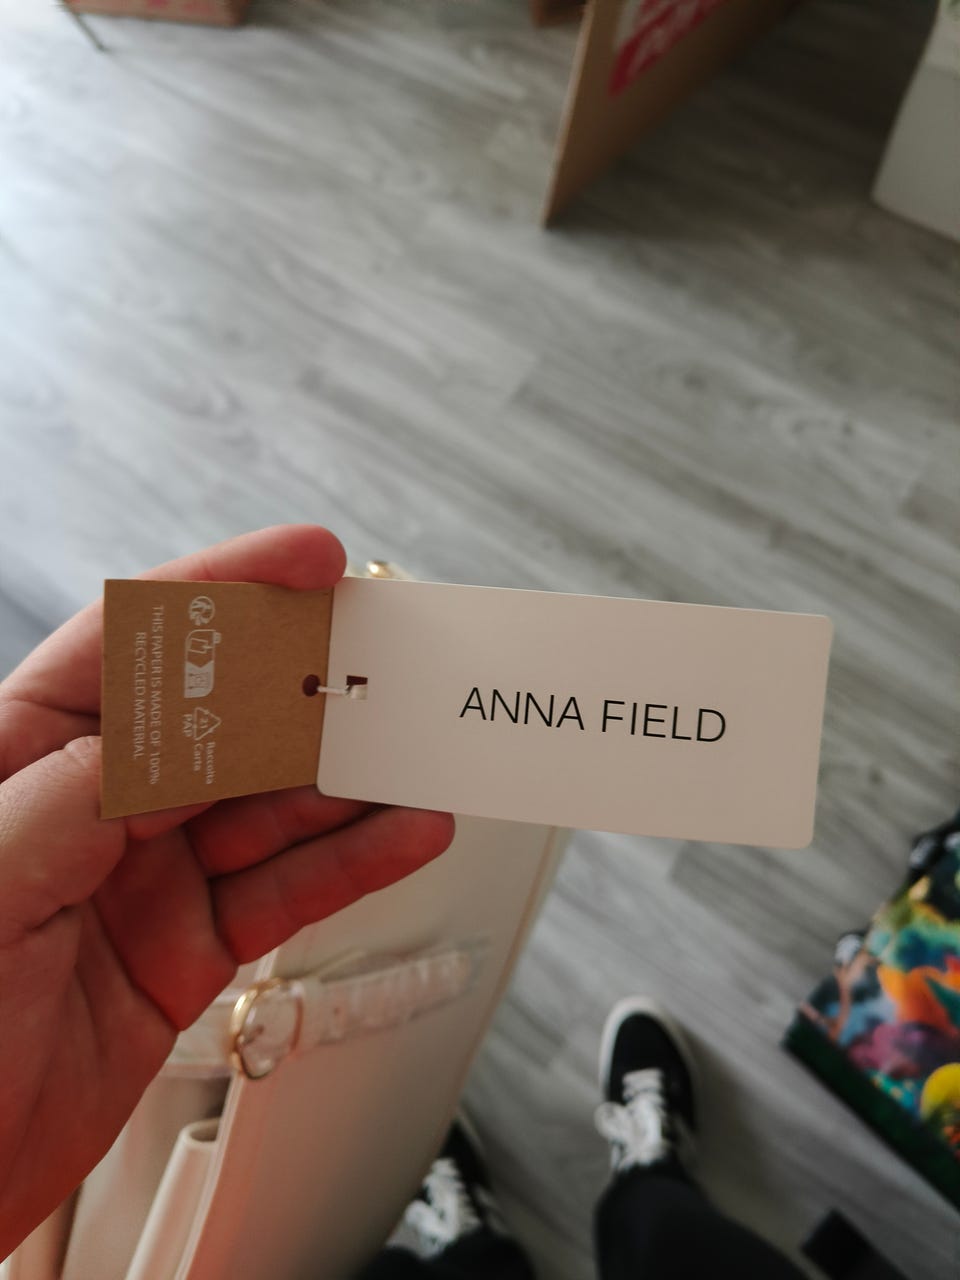 ANNA FIELD
THIS PAPER IS MADE OF 100%
RECYCLED MATERIAL
21
PAP
Raccolta
Carta